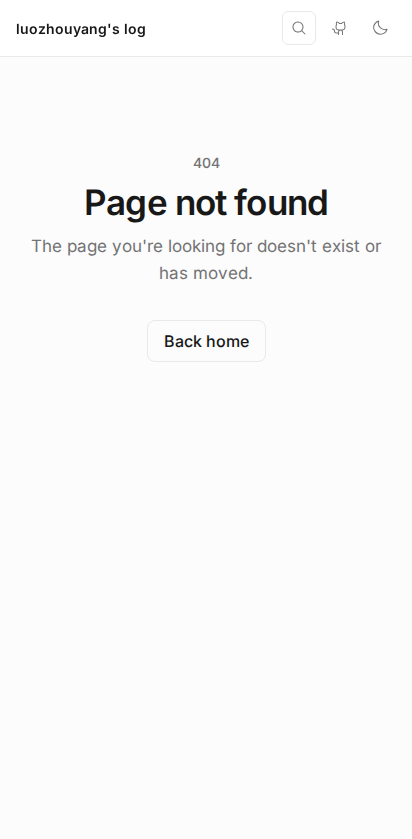 luozhouyang's log
404
Page not found
The page you're looking for doesn't exist or
has moved.
Back home